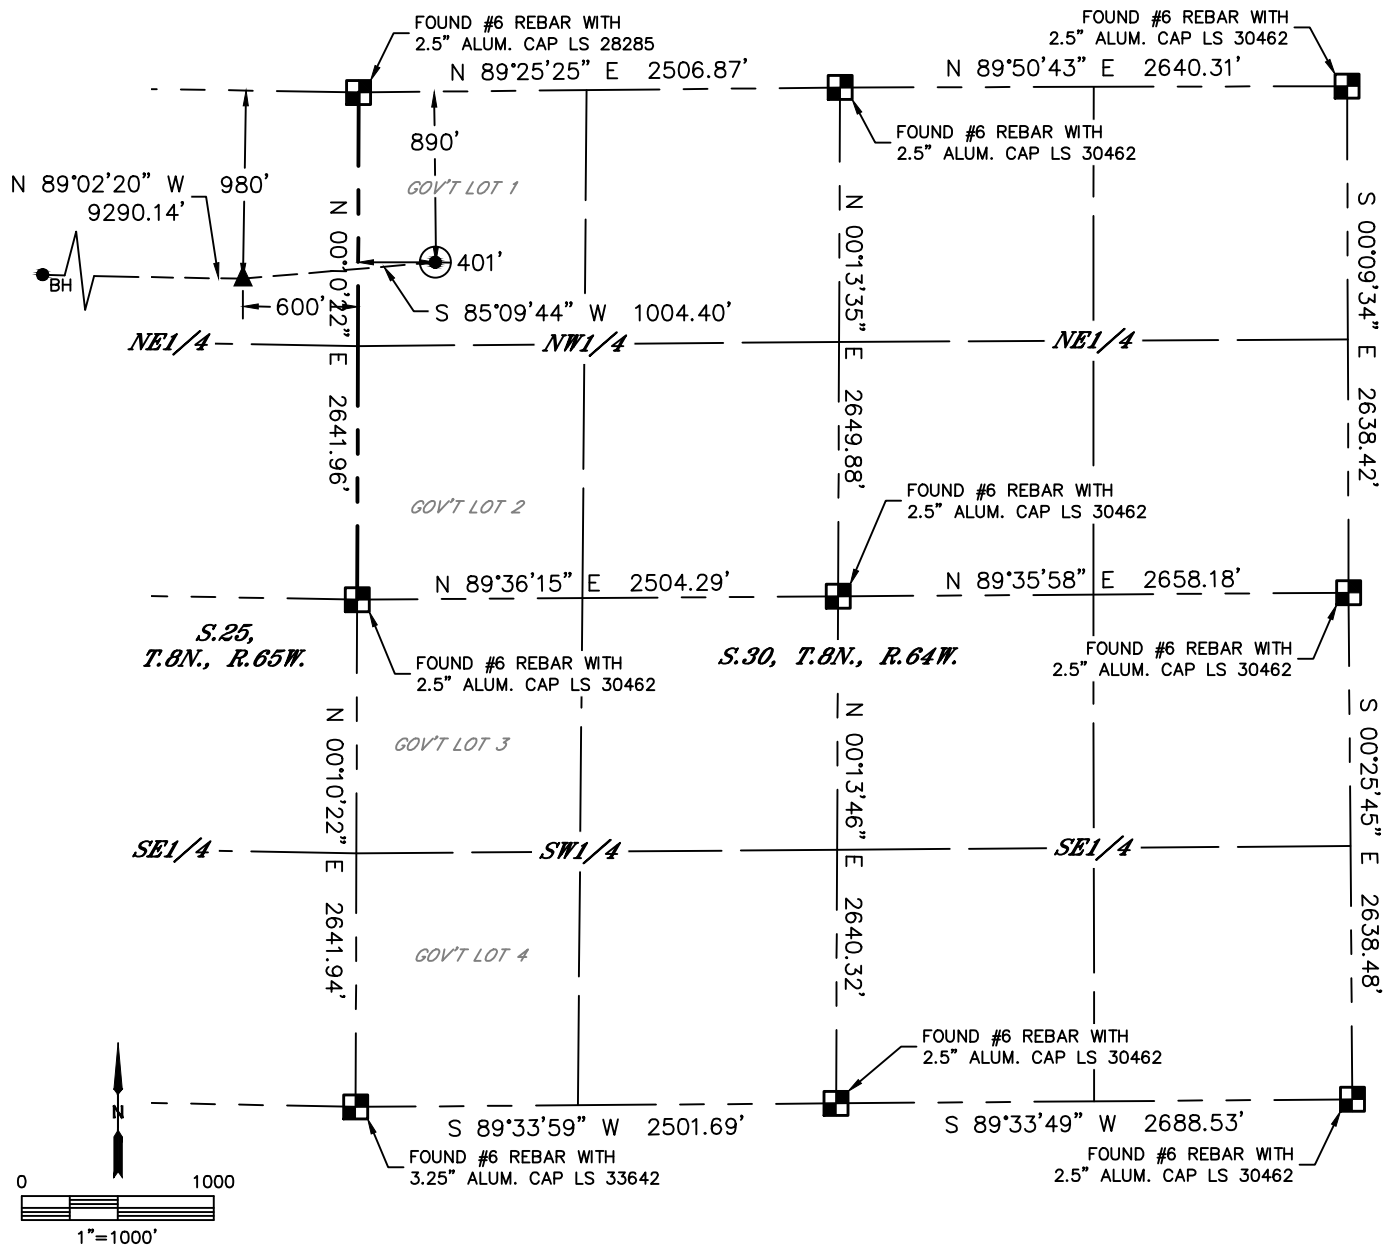 FOUND #6 REBAR WITH
2.5" ALUM. CAP LS 28285
FOUND #6 REBAR WITH
2.5" ALUM. CAP LS 30462
N 89°25'25" E 2506.87'
N 89°50'43" E 2640.31'
FOUND #6 REBAR WITH
2.5" ALUM. CAP LS 30462
890'
980'
GOV'T LOT 1
N 89°02'20" W
9290.14'
BH
401'
600'
S 85°09'44" W 1004.40'
N 00°10'22" E 2641.96'
N 00°13'35" E 2649.88'
S 00°09'34" E 2638.42'
NE1/4
NW1/4
NE1/4
GOV'T LOT 2
FOUND #6 REBAR WITH
2.5" ALUM. CAP LS 30462
N 89°36'15" E 2504.29'
N 89°35'58" E 2658.18'
S.25,
T.8N., R.65W.
S.30, T.8N., R.64W.
FOUND #6 REBAR WITH
2.5" ALUM. CAP LS 30462
FOUND #6 REBAR WITH
2.5" ALUM. CAP LS 30462
GOV'T LOT 3
N 00°10'22" E 2641.94'
N 00°13'46" E 2640.32'
S 00°25'45" E 2638.48'
SE1/4
SW1/4
SE1/4
GOV'T LOT 4
FOUND #6 REBAR WITH
2.5" ALUM. CAP LS 30462
S 89°33'59" W 2501.69'
S 89°33'49" W 2688.53'
FOUND #6 REBAR WITH
3.25" ALUM. CAP LS 33642
FOUND #6 REBAR WITH
2.5" ALUM. CAP LS 30462
N
0 1000
1"=1000'